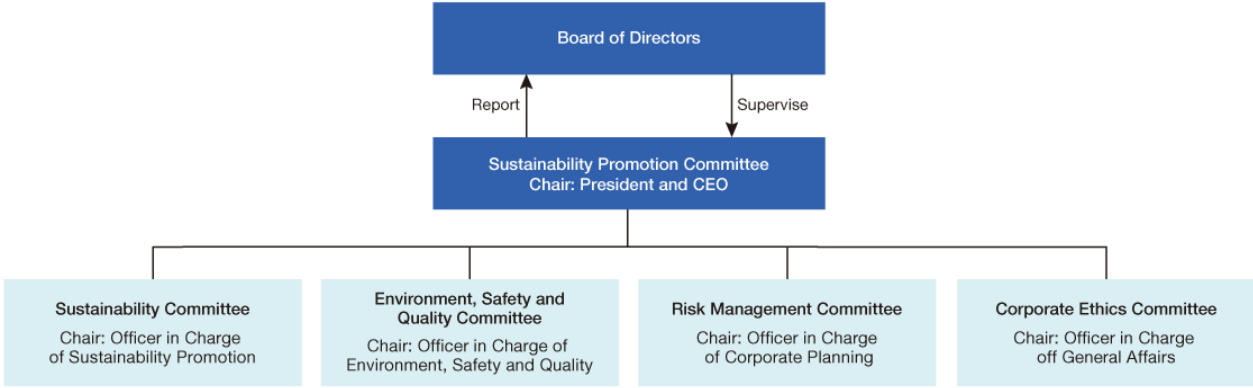 Board of Directors
Report
Supervise
Sustainability Promotion Committee
Chair: President and CEO
Sustainability Committee
Chair: Officer in Charge
of Sustainability Promotion
Environment, Safety and
Quality Committee
Chair: Officer in Charge of
Environment, Safety and Quality
Risk Management Committee
Chair: Officer in Charge
of Corporate Planning
Corporate Ethics Committee
Chair: Officer in Charge
off General Affairs